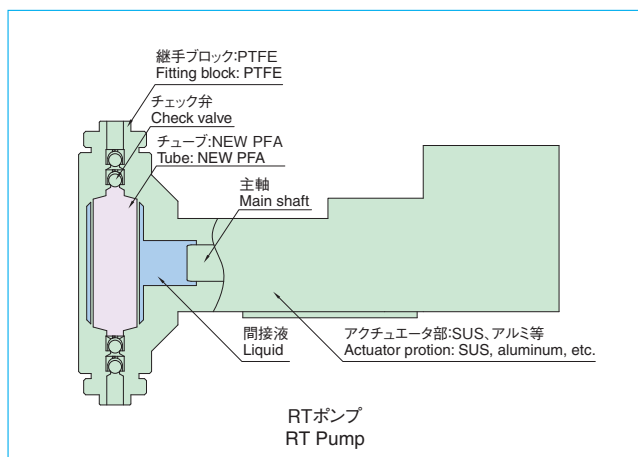 継手ブロック:PTFE
Fitting block: PTFE
チェック弁
Check valve
チューブ:NEW PFA
Tube: NEW PFA
主軸
Main shaft
間接液
Liquid
アクチュエータ部:SUS、アルミ等
Actuator protion: SUS, aluminum, etc.
RTポンプ
RT Pump